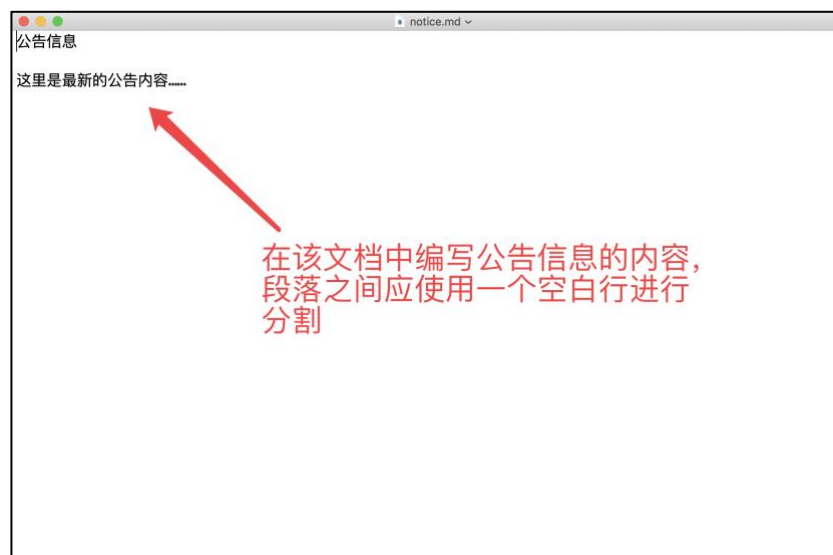 notice.md
公告信息
这里是最新的公告内容……
在该文档中编写公告信息的内容，
段落之间应使用一个空白行进行
分割